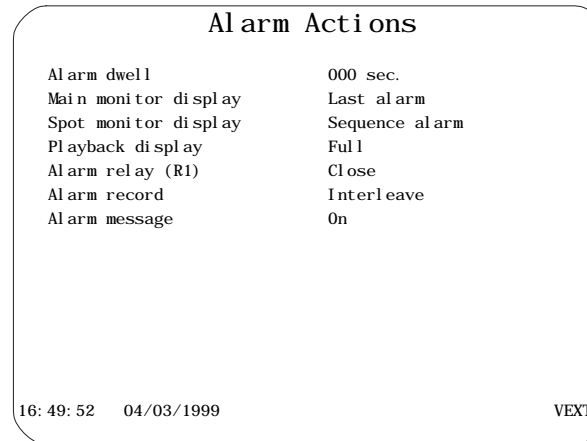 Alarm Actions
Alarm dwell 000 sec.
Main monitor display Last alarm
Spot monitor display Sequence alarm
Playback display Full
Alarm relay (R1) Close
Alarm record Interleave
Alarm message On
16:49:52 04/03/1999 VEXT